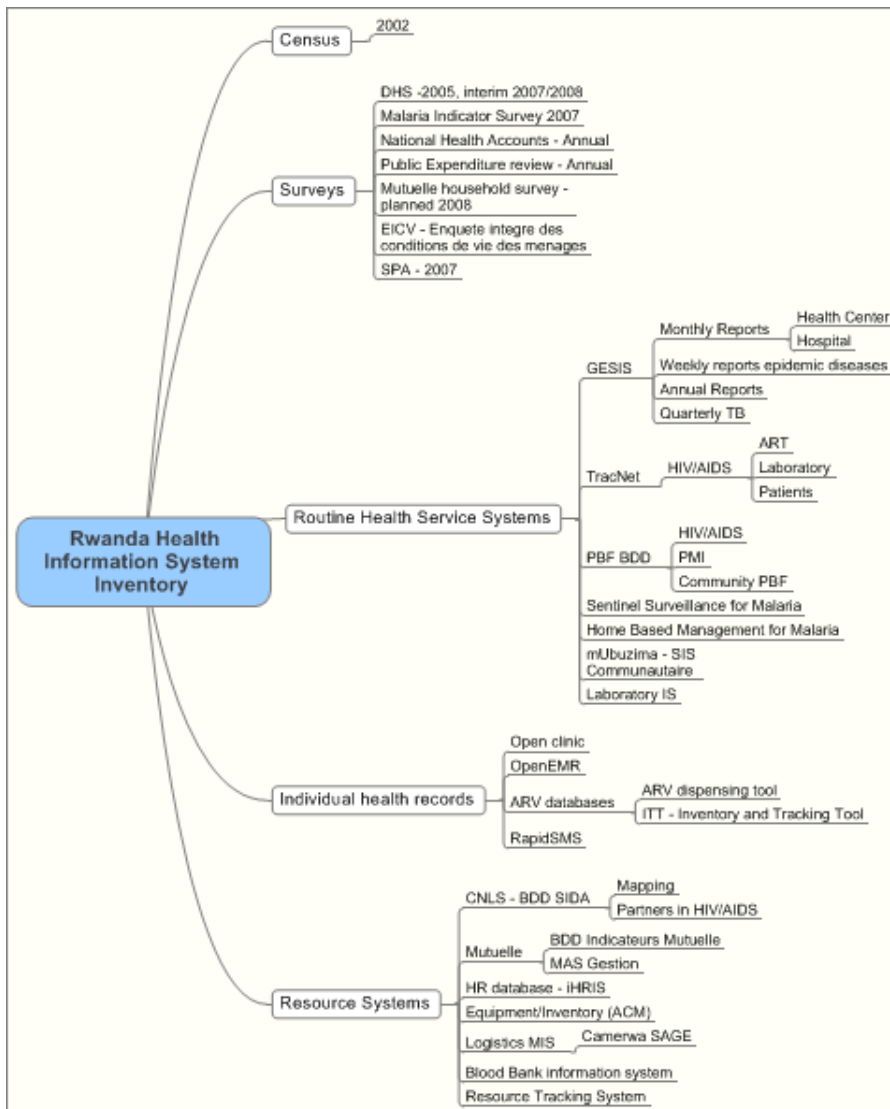 Census
2002
Surveys
DHS -2005, interim 2007/2008
Malaria Indicator Survey 2007
National Health Accounts - Annual
Public Expenditure review - Annual
Mutuelle household survey -
planned 2008
EICV - Enquete integre des
conditions de vie des menages
SPA - 2007
Rwanda Health
Information System
Inventory
Routine Health Service Systems
GESIS
Monthly Reports
Health Center
Hospital
Weekly reports epidemic diseases
Annual Reports
Quarterly TB
TracNet
HIV/AIDS
ART
Laboratory
Patients
PBF BDD
HIV/AIDS
PMI
Community PBF
Sentinel Surveillance for Malaria
Home Based Management for Malaria
mUbuzima - SIS
Communautaire
Laboratory IS
Individual health records
Open clinic
OpenEMR
ARV databases
ARV dispensing tool
ITT - Inventory and Tracking Tool
RapidSMS
Resource Systems
CNLS - BDD SIDA
Mapping
Partners in HIV/AIDS
Mutuelle
BDD Indicateurs Mutuelle
MAS Gestion
HR database - iHRIS
Equipment/Inventory (ACM)
Logistics MIS
Camerwa SAGE
Blood Bank information system
Resource Tracking System